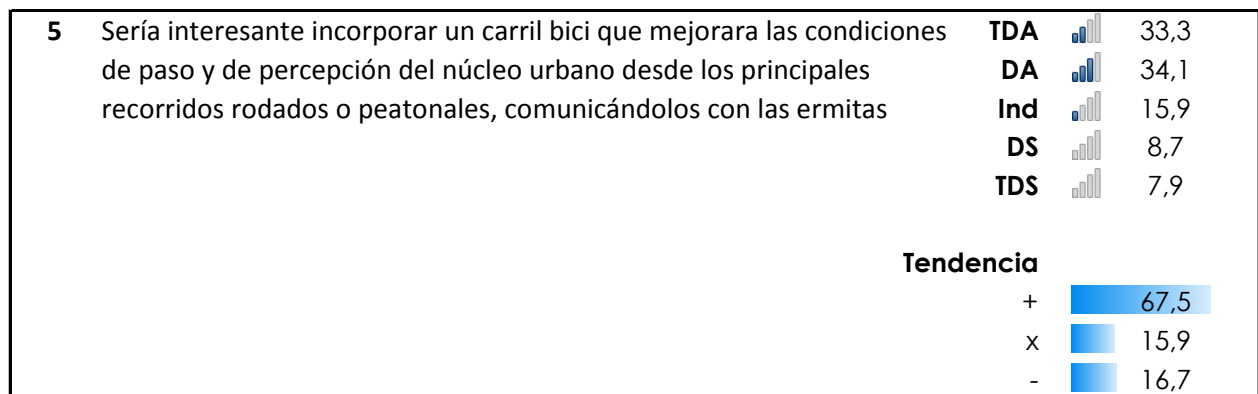 5 Sería interesante incorporar un carril bici que mejorara las condiciones TDA 33,3
de paso y de percepción del núcleo urbano desde los principales DA 34,1
recorridos rodados o peatonales, comunicándolos con las ermitas Ind 15,9
DS 8,7
TDS 7,9
Tendencia
+ 67,5
x 15,9
- 16,7